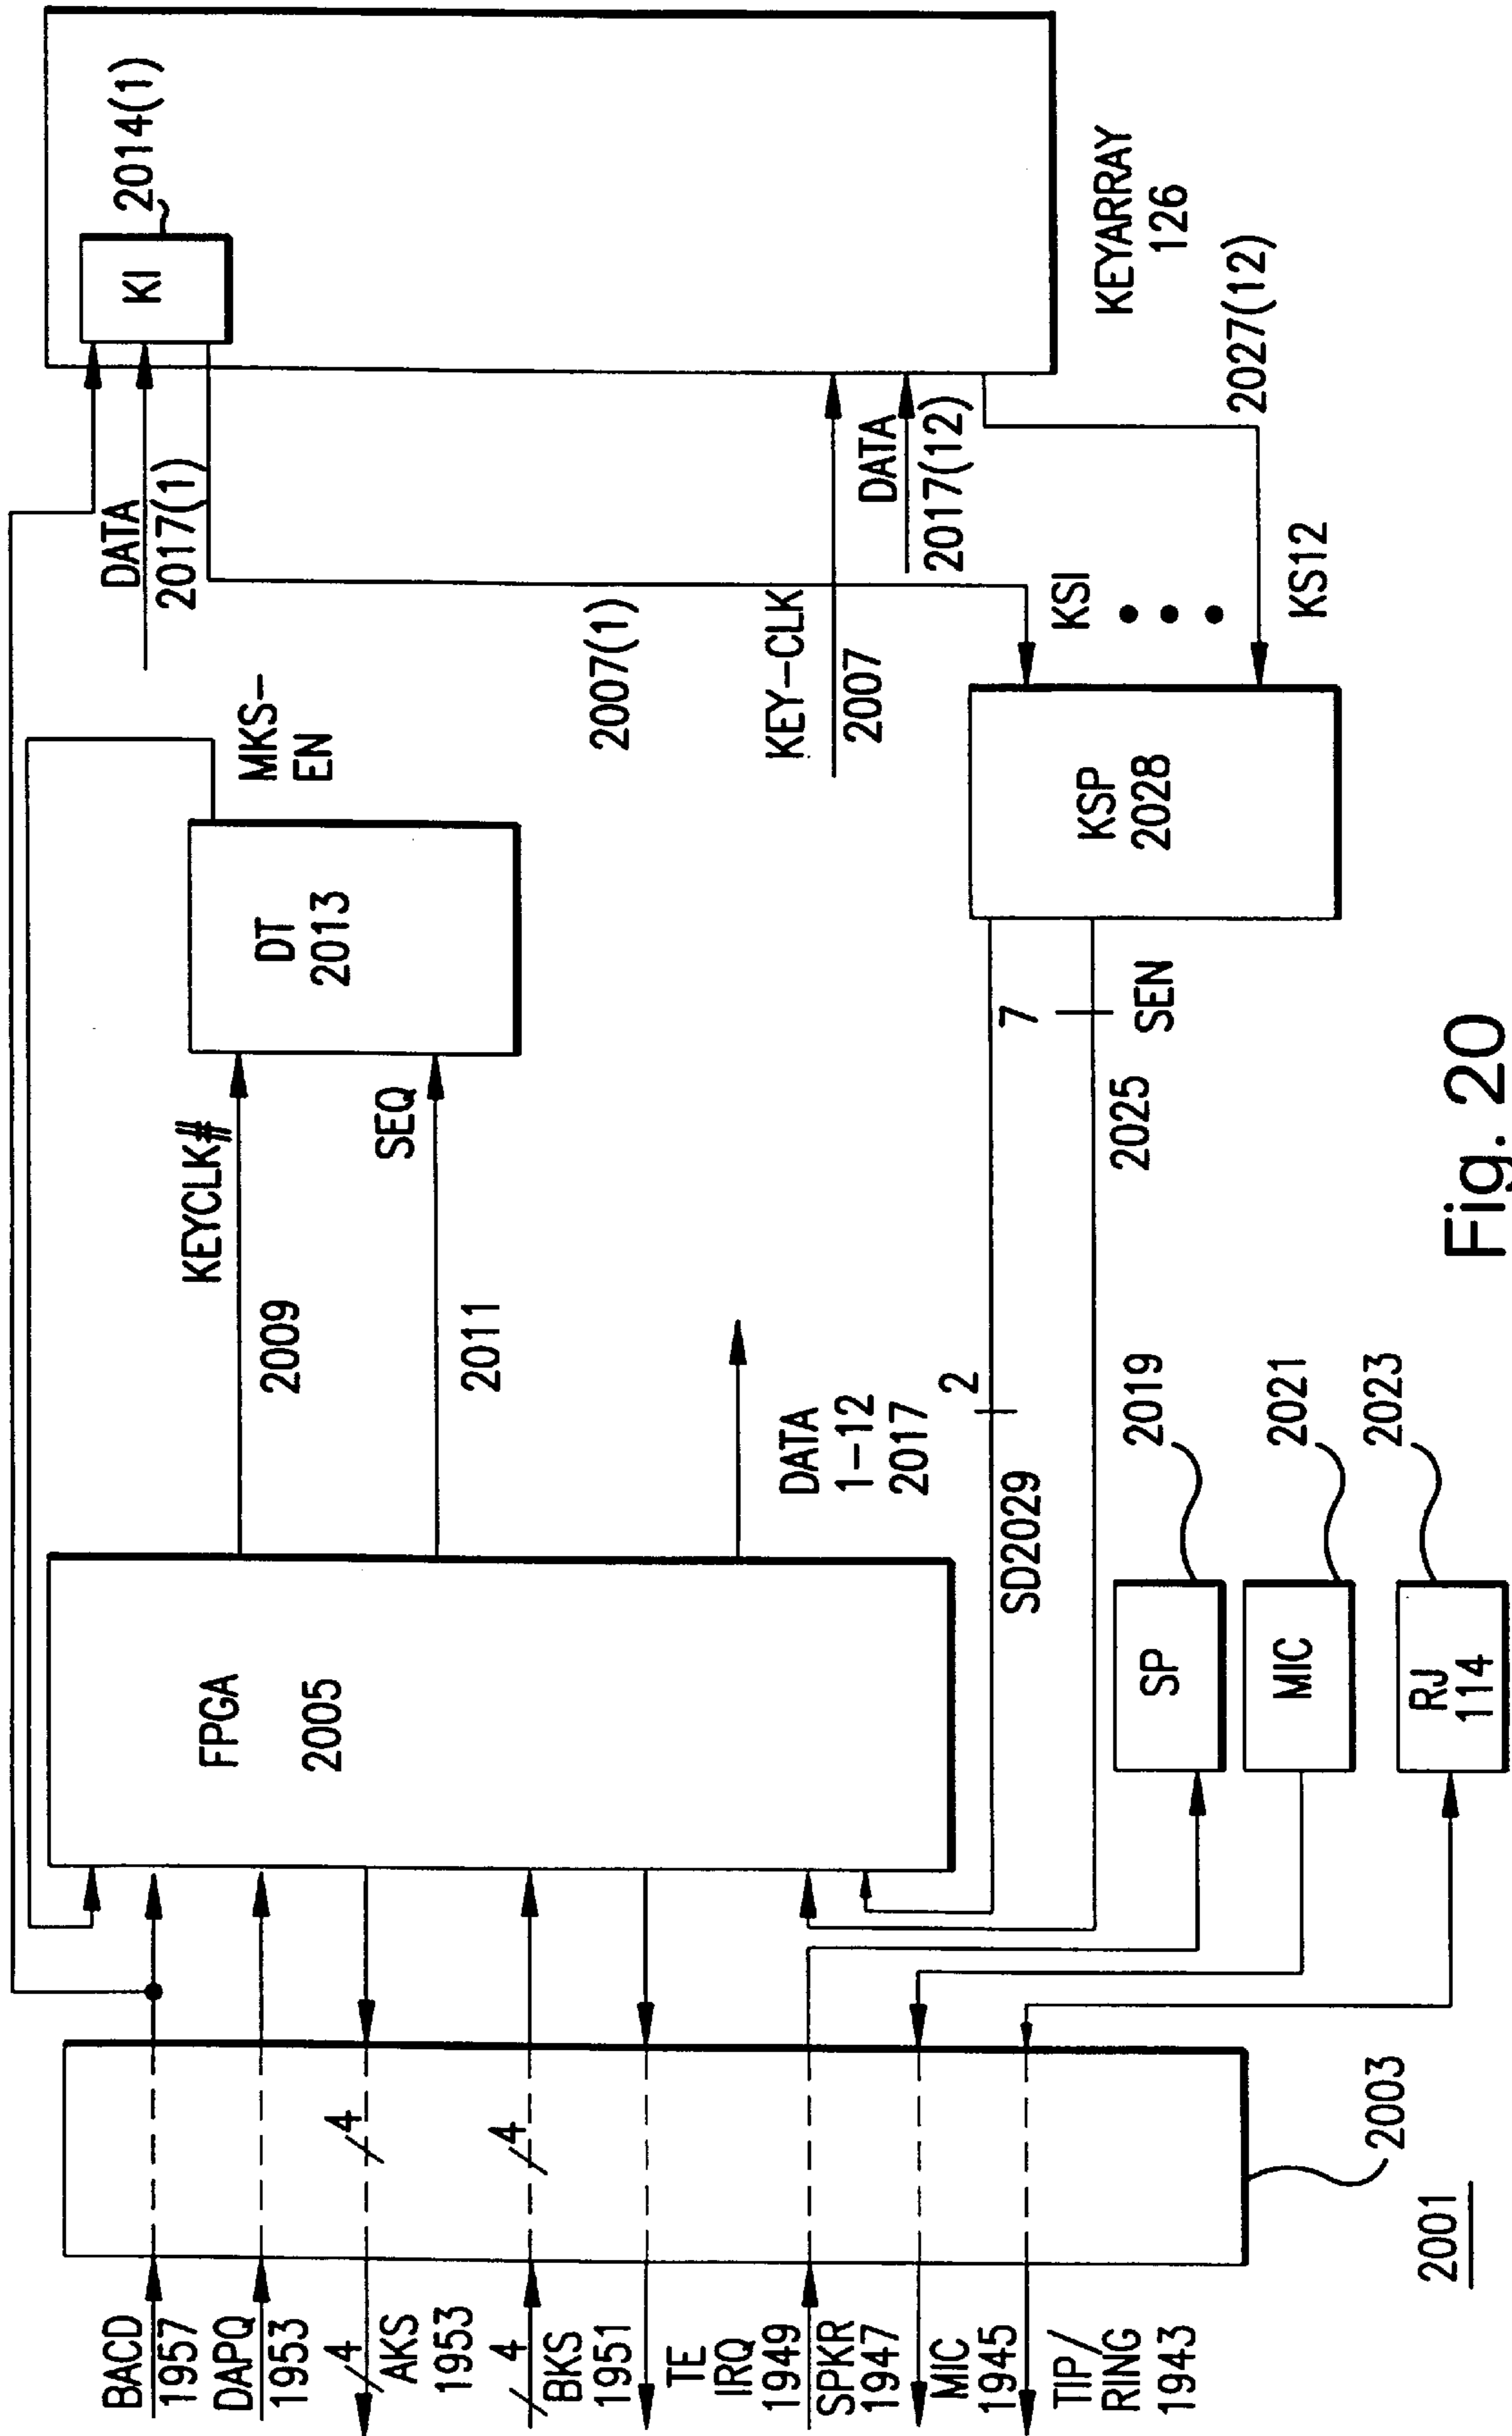 BACD
1957
DAPQ
1953
4
AKS
1953
4
BKS
1951
TE
IRQ
1949
SPKR
1947
MIC
1945
TIP/
RING
1943
4
4
2003
2001
FPGA
2005
KEYCLK#
2009
SEQ
2011
DATA
1-12
2017
2
SD2029
7
SEN
2025
SP
2019
MIC
2021
RJ
114
2023
DT
2013
MKS-
EN
DATA
2017(1)
2007(1)
KEY-CLK
2007
DATA
2017(12)
KSP
2028
KSI
KS12
2027(12)
KI
2014(1)
KEYARRAY
126
Fig. 20